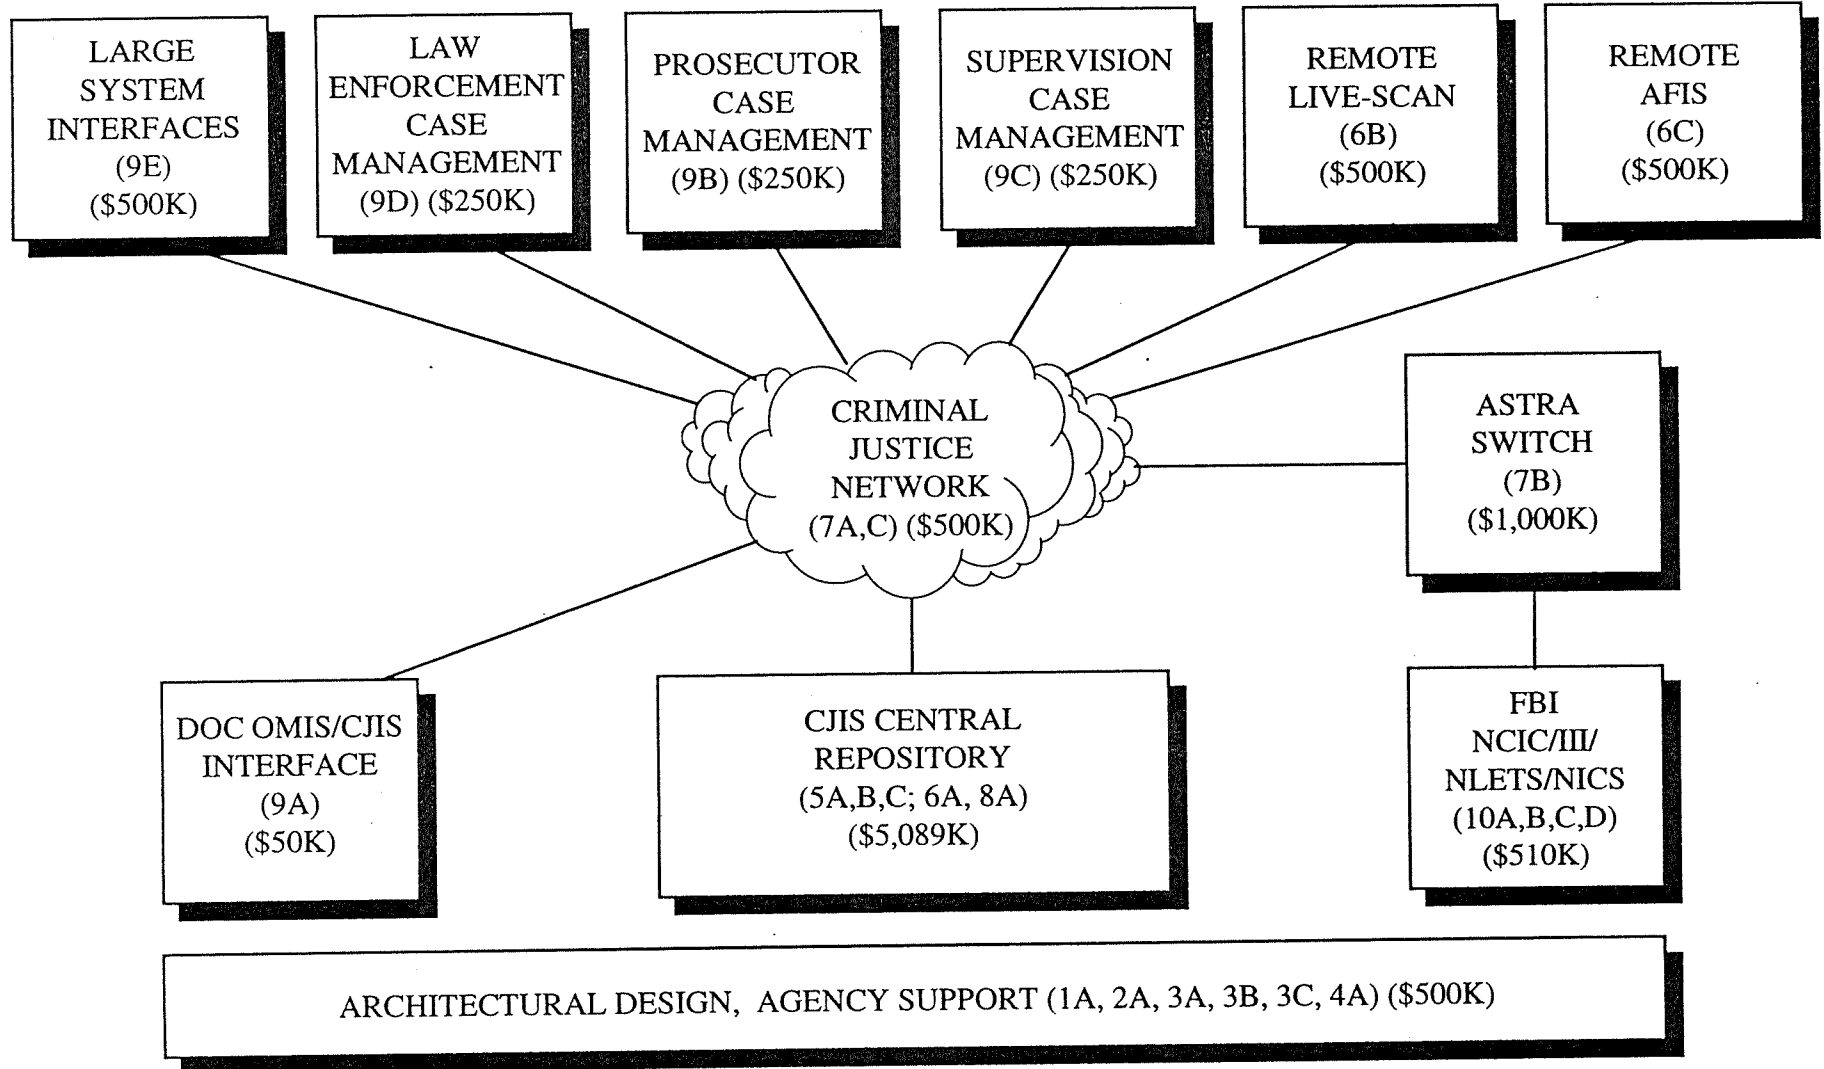 LARGE
SYSTEM
INTERFACES
(9E)
($500K)
LAW
ENFORCEMENT
CASE
MANAGEMENT
(9D) ($250K)
PROSECUTOR
CASE
MANAGEMENT
(9B) ($250K)
SUPERVISION
CASE
MANAGEMENT
(9C) ($250K)
REMOTE
LIVE-SCAN
(6B)
($500K)
REMOTE
AFIS
(6C)
($500K)
CRIMINAL
JUSTICE
NETWORK
(7A,C) ($500K)
ASTRA
SWITCH
(7B)
($1,000K)
DOC OMIS/CJIS
INTERFACE
(9A)
($50K)
CJIS CENTRAL
REPOSITORY
(5A,B,C; 6A, 8A)
($5,089K)
FBI
NCIC/III/
NLETS/NICS
(10A,B,C,D)
($510K)
ARCHITECTURAL DESIGN, AGENCY SUPPORT (1A, 2A, 3A, 3B, 3C, 4A) ($500K)